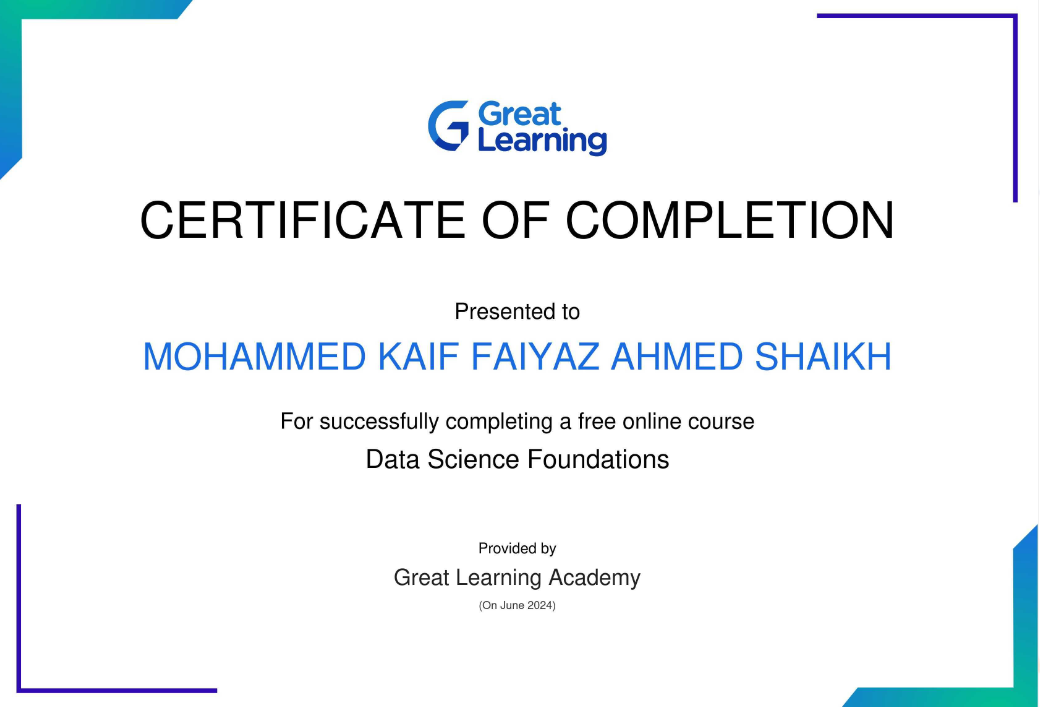 Great
Learning
CERTIFICATE OF COMPLETION
Presented to
MOHAMMED KAIF FAIYAZ AHMED SHAIKH
For successfully completing a free online course
Data Science Foundations
Provided by
Great Learning Academy
(On June 2024)